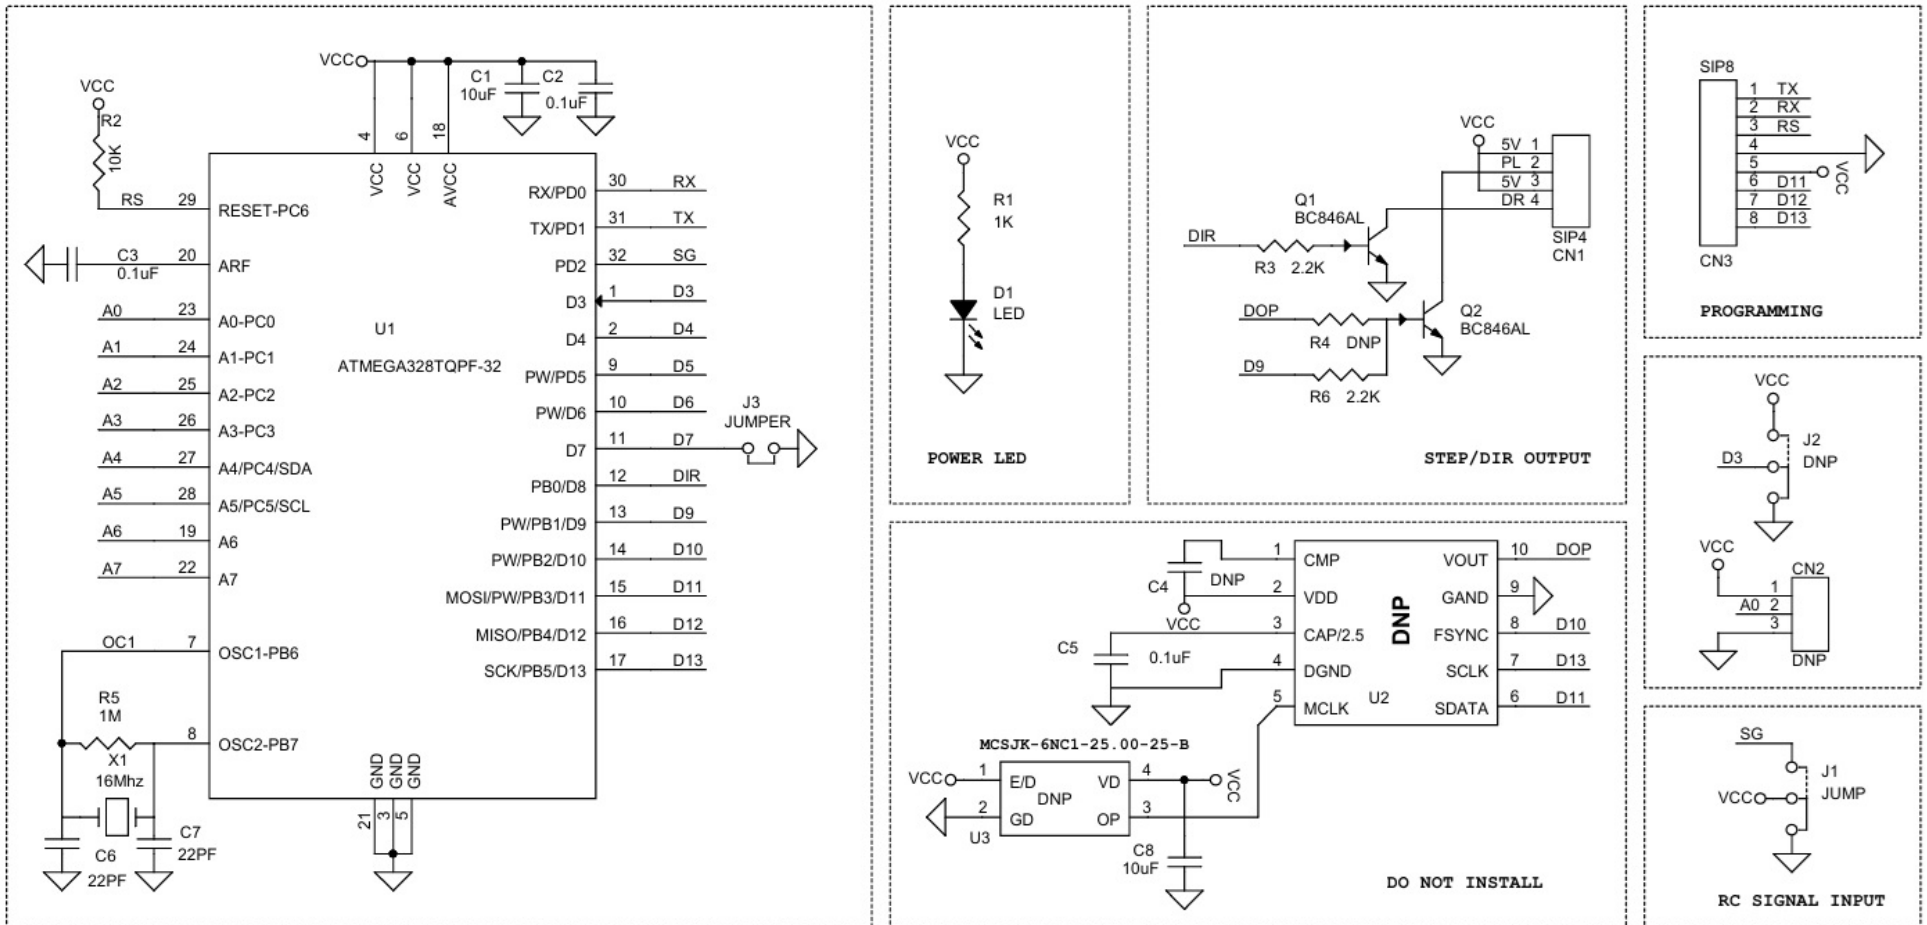 VCC
R2
10K
RS
29
RESET-PC6
C3
0.1uF
20
ARF
A0
23
A0-PC0
A1
24
A1-PC1
A2
25
A2-PC2
A3
26
A3-PC3
A4
27
A4/PC4/SDA
A5
28
A5/PC5/SCL
A6
19
A6
A7
22
A7
OC1
7
OSC1-PB6
R5
1M
8
OSC2-PB7
X1
16Mhz
C6
22PF
C7
22PF
VCC
C1
10uF
C2
0.1uF
4
6
18
VCC
VCC
AVCC
U1
ATMEGA328TQPF-32
GND
GND
GND
21
3
5
RX/PD0
30
RX
TX/PD1
31
TX
PD2
32
SG
D3
1
D3
D4
2
D4
PW/PD5
9
D5
PW/D6
10
D6
D7
11
D7
J3
JUMPER
PB0/D8
12
DIR
PW/PB1/D9
13
D9
PW/PB2/D10
14
D10
MOSI/PW/PB3/D11
15
D11
MISO/PB4/D12
16
D12
SCK/PB5/D13
17
D13
VCC
R1
1K
D1
LED
POWER LED
VCC
5V 1
PL 2
5V 3
DR 4
SIP4
CN1
Q1
BC846AL
DIR
R3 2.2K
DOP
R4 DNP
Q2
BC846AL
D9
R6 2.2K
STEP/DIR OUTPUT
SIP8
1 TX
2 RX
3 RS
4
5
VCC
6 D11
7 D12
8 D13
CN3
PROGRAMMING
VCC
J2
DNP
D3
VCC
CN2
1
A0 2
3
DNP
C4
DNP
1
CMP
2
VDD
VCC
3
CAP/2.5
C5
0.1uF
4
DGND
5
MCLK
DNP
U2
VOUT
10
DOP
GAND
9
FSYNC
8
D10
SCLK
7
D13
SDATA
6
D11
MCSJK-6NC1-25.00-25-B
VCC
1
E/D
VD
4
VCC
DNP
2
GD
OP
3
U3
C8
10uF
DO NOT INSTALL
SG
J1
JUMP
VCC
RC SIGNAL INPUT